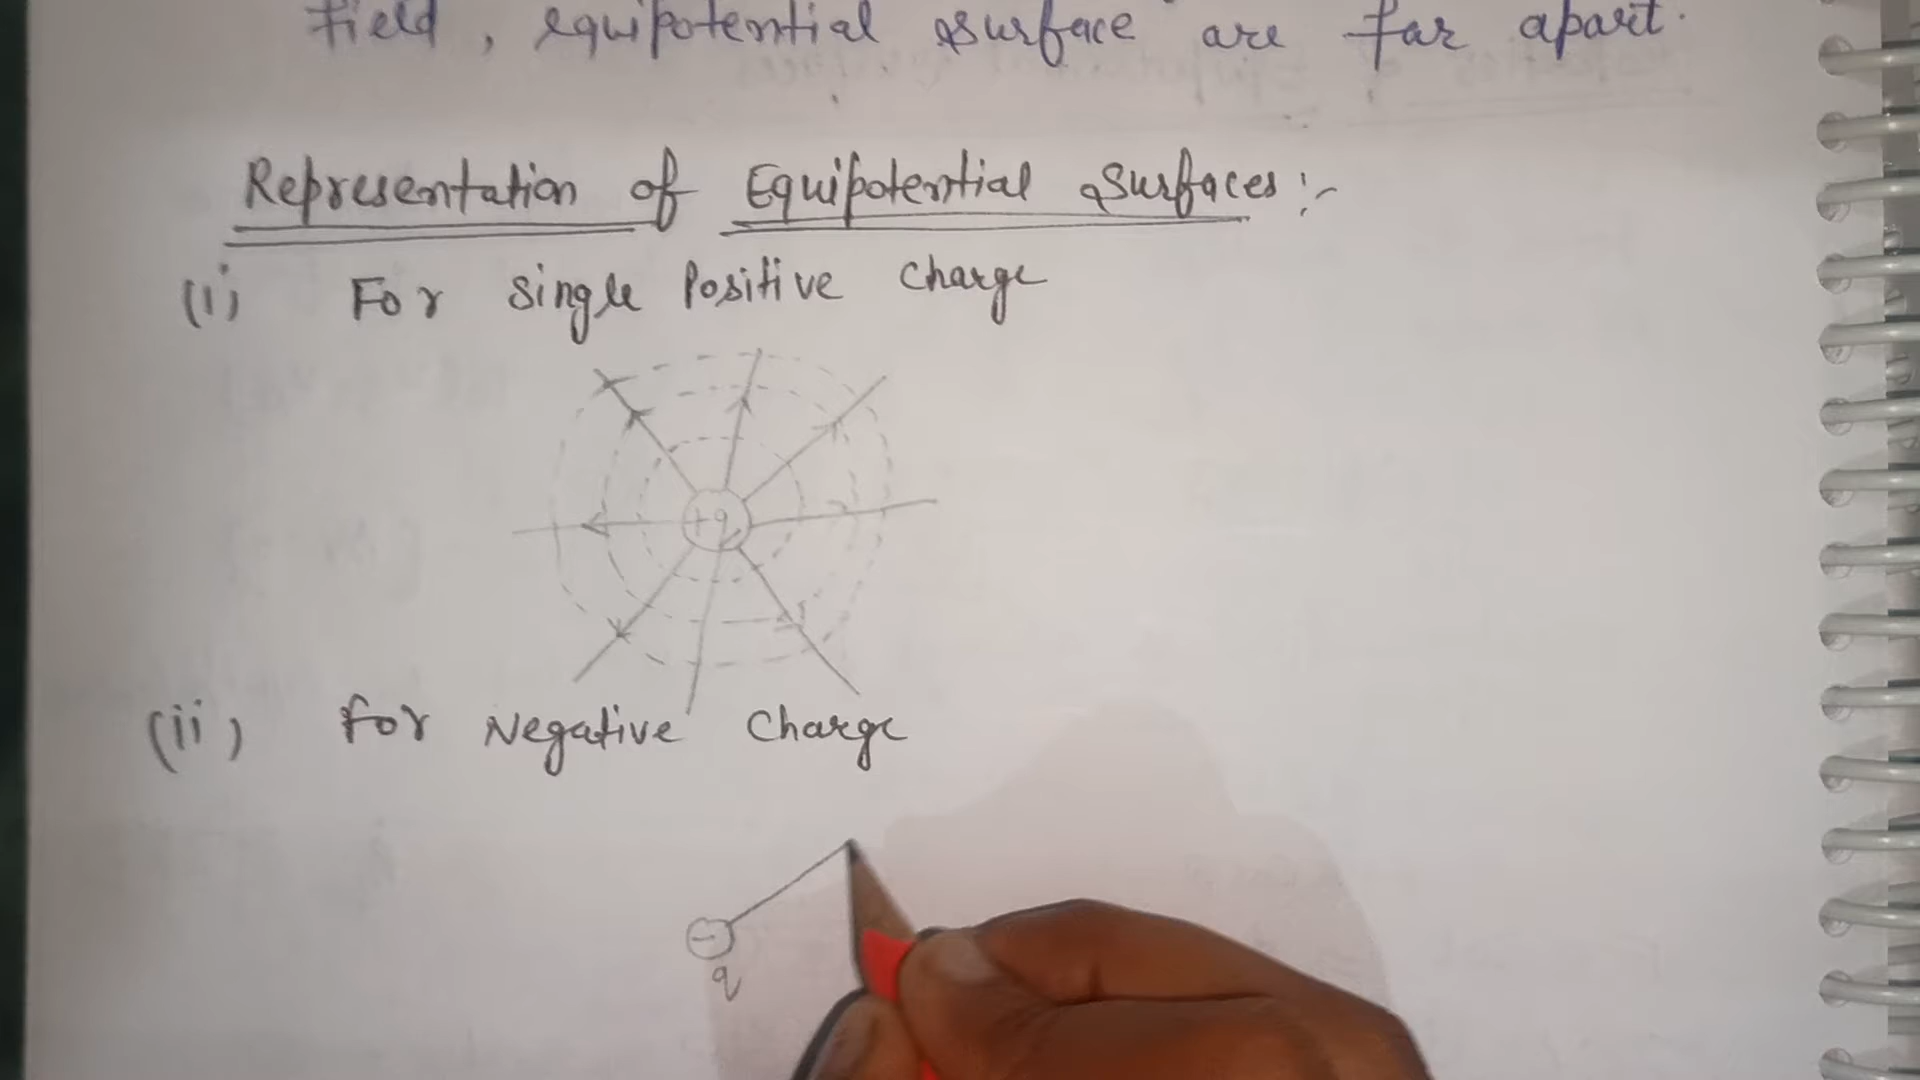 field, equipotential surface are far apart.
Representation of Equipotential Surfaces :-
(i) For single Positive charge
+q
(ii) for Negative Charge
-
q